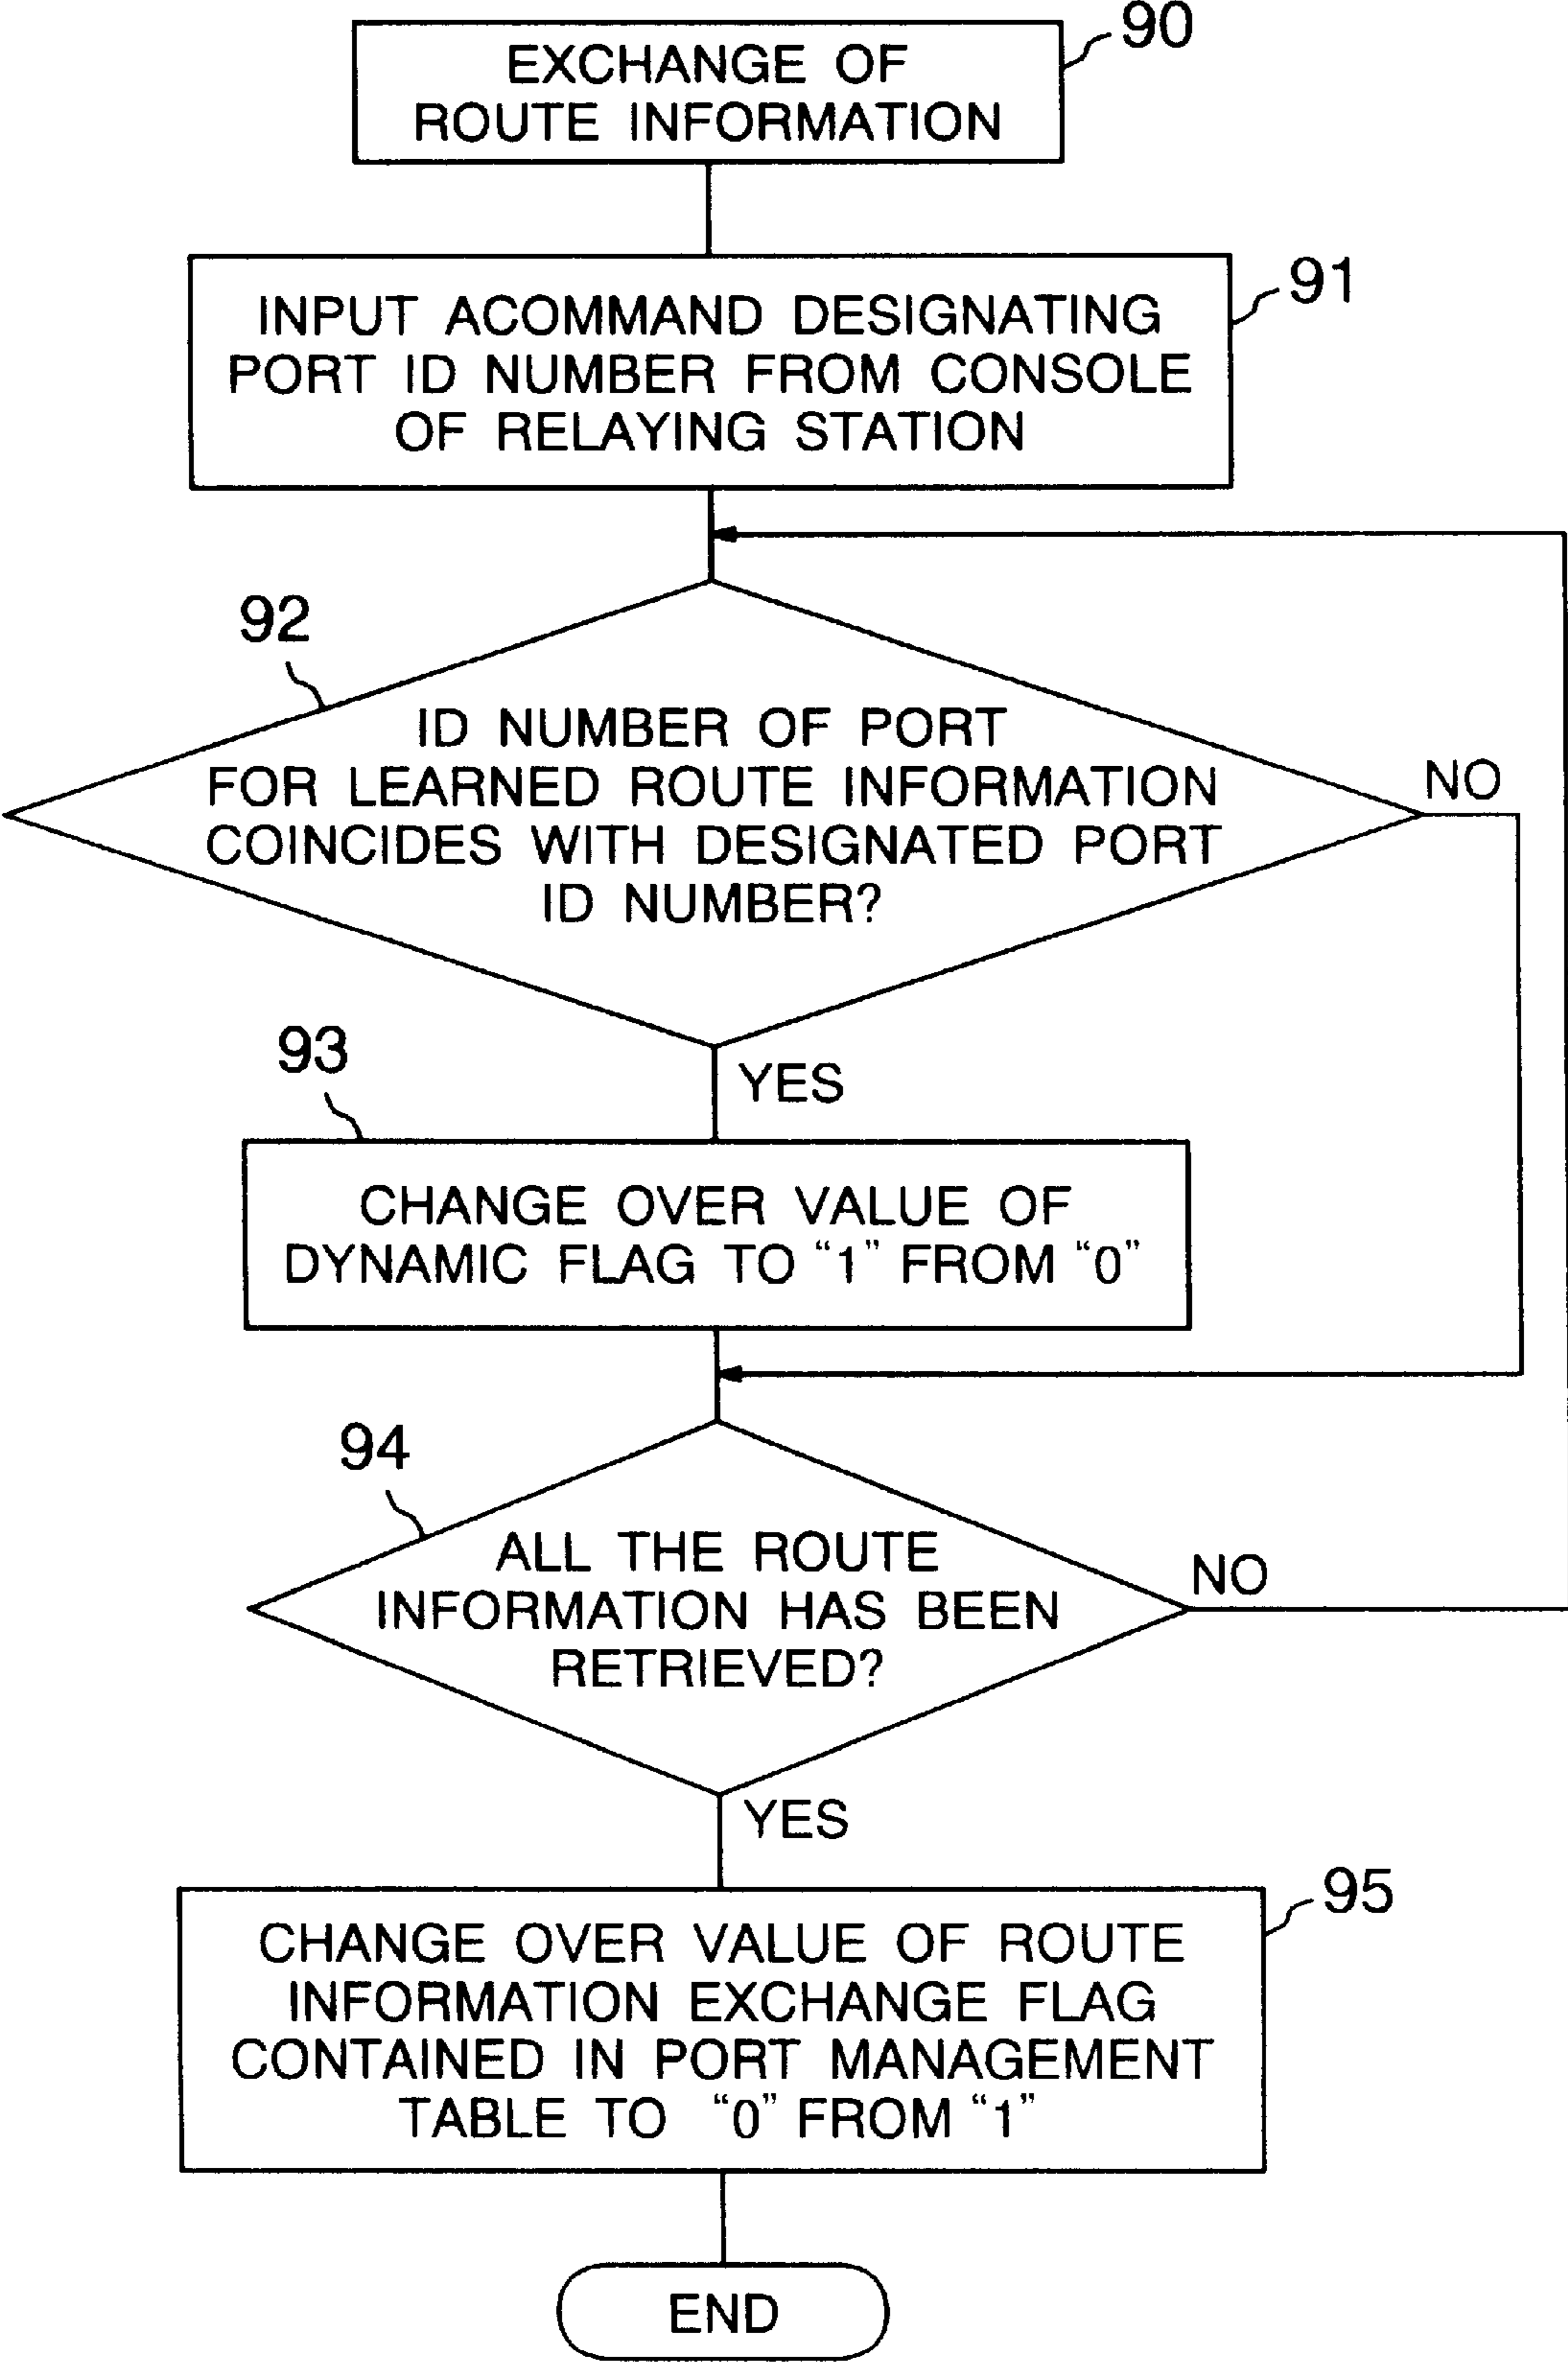 90
EXCHANGE OF
ROUTE INFORMATION
91
INPUT ACOMMAND DESIGNATING
PORT ID NUMBER FROM CONSOLE
OF RELAYING STATION
92
ID NUMBER OF PORT
FOR LEARNED ROUTE INFORMATION
COINCIDES WITH DESIGNATED PORT
ID NUMBER?
NO
YES
93
CHANGE OVER VALUE OF
DYNAMIC FLAG TO “1” FROM “0”
94
ALL THE ROUTE
INFORMATION HAS BEEN
RETRIEVED?
NO
YES
95
CHANGE OVER VALUE OF ROUTE
INFORMATION EXCHANGE FLAG
CONTAINED IN PORT MANAGEMENT
TABLE TO “0” FROM “1”
END